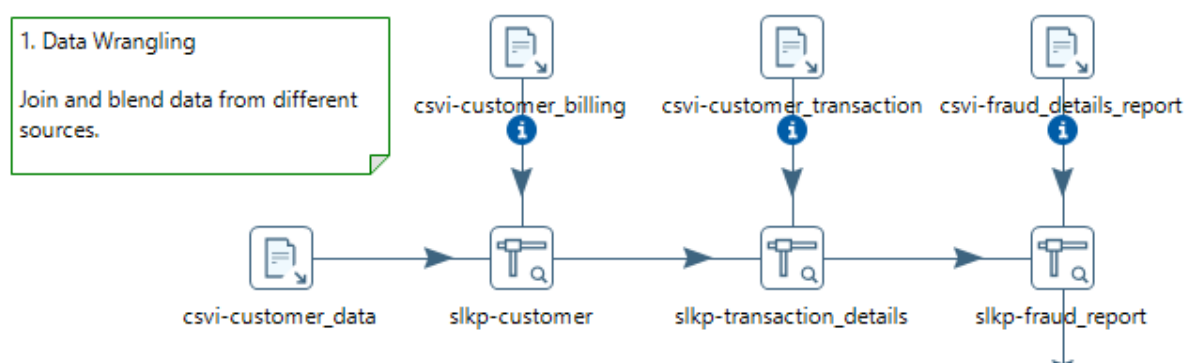 1. Data Wrangling
Join and blend data from different
sources.
csvi-customer_billing
csvi-customer_transaction
csvi-fraud_details_report
csvi-customer_data
slkp-customer
slkp-transaction_details
slkp-fraud_report